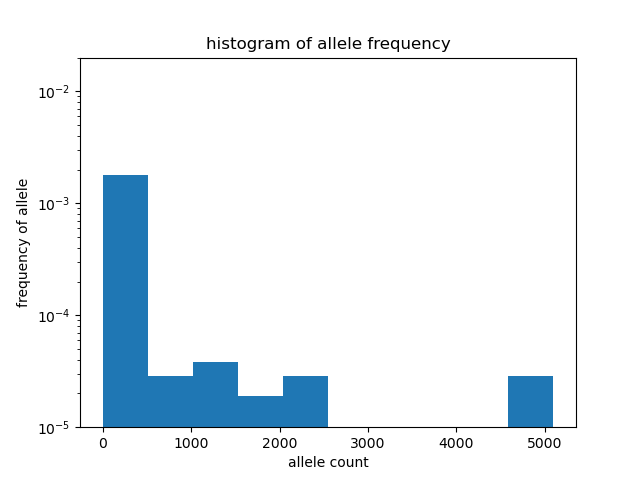 histogram of allele frequency
frequency of allele
10⁻²
10⁻³
10⁻⁴
10⁻⁵
0 1000 2000 3000 4000 5000
allele count